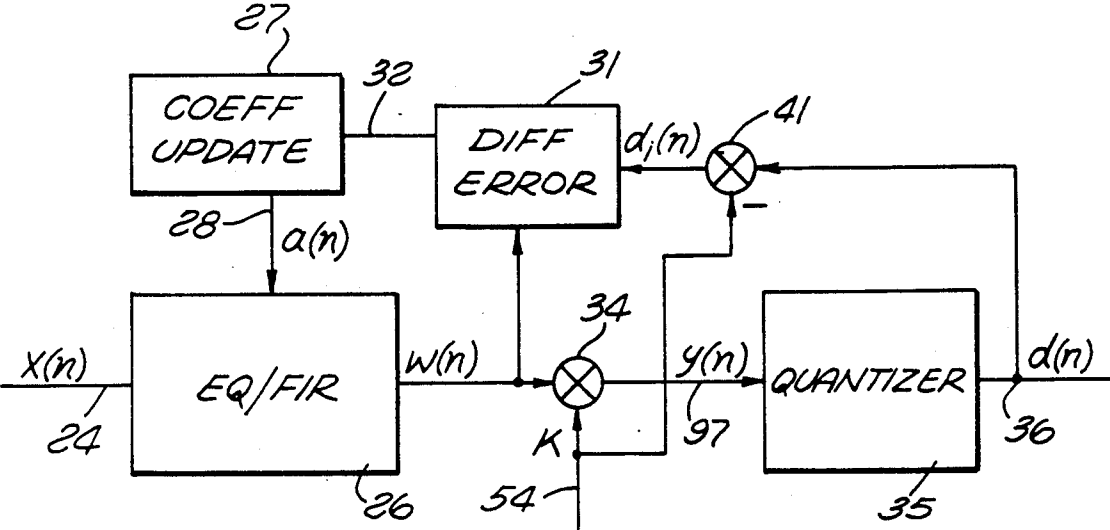 27
COEFF
UPDATE
32
31
DIFF
ERROR
d¡(n)
41
−
28
a(n)
34
x(n)
24
EQ/FIR
26
w(n)
K
54
y(n)
97
QUANTIZER
35
d(n)
36